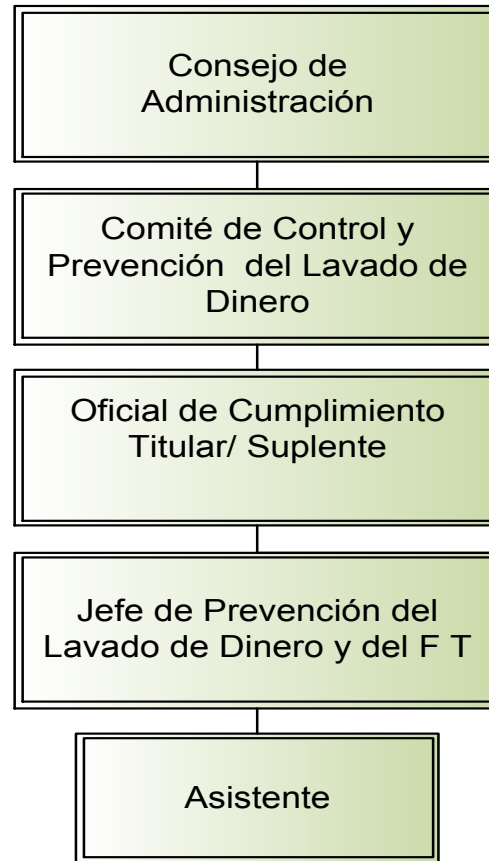 Consejo de
Administración
Comité de Control y
Prevención  del Lavado de
Dinero
Oficial de Cumplimiento
Titular/ Suplente
Jefe de Prevención del
Lavado de Dinero y del F T
Asistente